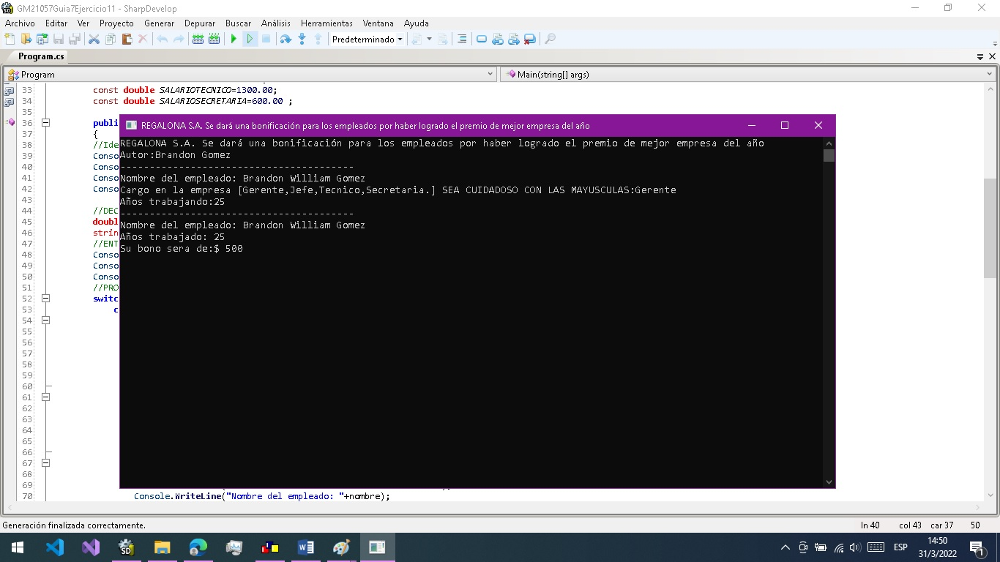 GM21057Guia7Ejercicio11 - SharpDevelop
Archivo Editar Ver Proyecto Generar Depurar Buscar Análisis Herramientas Ventana Ayuda
Predeterminado
Program.cs
Program
Main(string[] args)
33 const double SALARIOTECNICO=1300.00;
34 const double SALARIOSECRETARIA=600.00 ;
35
36 publi
37 {
38 //Ide
39 Conso
40 Conso
41 Conso
42 Conso
43
44 //DEC
45 doubl
46 strin
47 //ENT
48 Conso
49 Conso
50 Conso
51 //PRO
52 switc
53 c
54
55
56
57
58
59
60
61
62
63
64
65
66
67
68
69
70 Console.WriteLine("Nombre del empleado: "+nombre);
REGALONA S.A. Se dará una bonificación para los empleados por haber logrado el premio de mejor empresa del año
REGALONA S.A. Se dará una bonificación para los empleados por haber logrado el premio de mejor empresa del año
Autor:Brandon Gomez
----------------------------------------
Nombre del empleado: Brandon William Gomez
Cargo en la empresa [Gerente,Jefe,Tecnico,Secretaria.] SEA CUIDADOSO CON LAS MAYUSCULAS:Gerente
Años trabajando:25
----------------------------------------
Nombre del empleado: Brandon William Gomez
Años trabajado: 25
Su bono sera de:$ 500
Generación finalizada correctamente.
ln 40 col 43 car 37 50
SD
W
ESP
14:50
31/3/2022
1